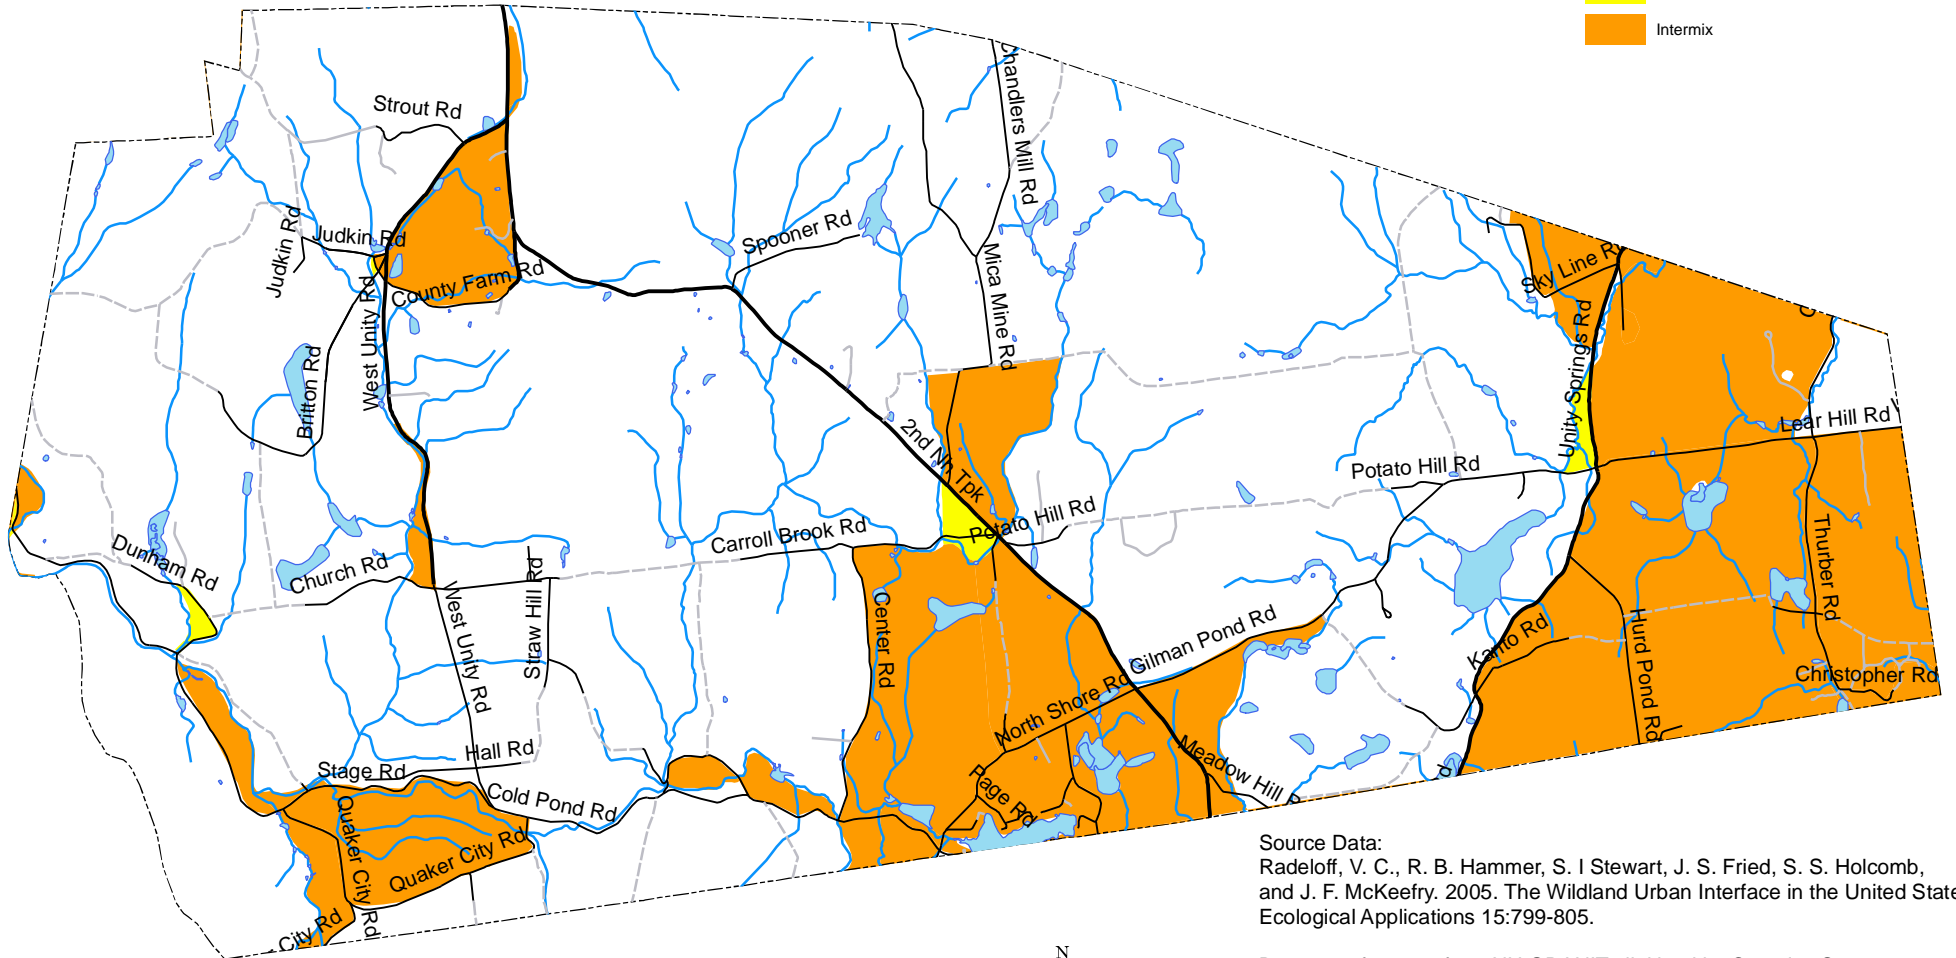 Intermix
Strout Rd
Chandlers Mill Rd
Judkin Rd
Judkin Rd
Spooner Rd
County Farm Rd
West Unity Rd
Mica Mine Rd
Sky Line R
Unity Springs Rd
Britton Rd
2nd Nh Tpk
Lear Hill Rd
Potato Hill Rd
Potato Hill Rd
Carroll Brook Rd
Dunham Rd
Church Rd
West Unity Rd
Straw Hill Rd
Center Rd
Thurber Rd
Gilman Pond Rd
Kanto Rd
Hurd Pond Rd
Christopher Rd
North Shore Rd
Hall Rd
Stage Rd
Meadow Hill R
Page Rd
Cold Pond Rd
Quaker City Rd
Quaker City Rd
City Rd
N
Source Data:
Radeloff, V. C., R. B. Hammer, S. I Stewart, J. S. Fried, S. S. Holcomb,
and J. F. McKeefry. 2005. The Wildland Urban Interface in the United State
Ecological Applications 15:799-805.